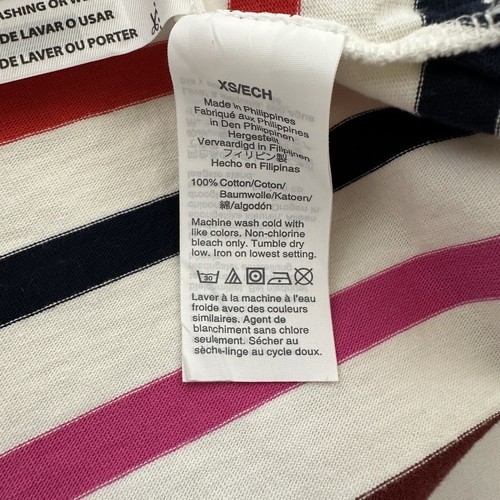 ASHING OR WE
DE LAVAR O USAR
DE LAVER OU PORTER
XS/ECH
Made in Philippines
Fabriqué aux Philippines
in Den Philippinen
Hergestellt
Vervaardigd in Filipijnen
フィリピン製
Hecho en Filipinas
100% Cotton/Coton/
Baumwolle/Katoen/
綿/algodón
Machine wash cold with
like colors. Non-chlorine
bleach only. Tumble dry
low. Iron on lowest setting.
30
Laver à la machine à l'eau
froide avec des couleurs
similaires. Agent de
blanchiment sans chlore
seulement. Sécher au
sèche-linge au cycle doux.